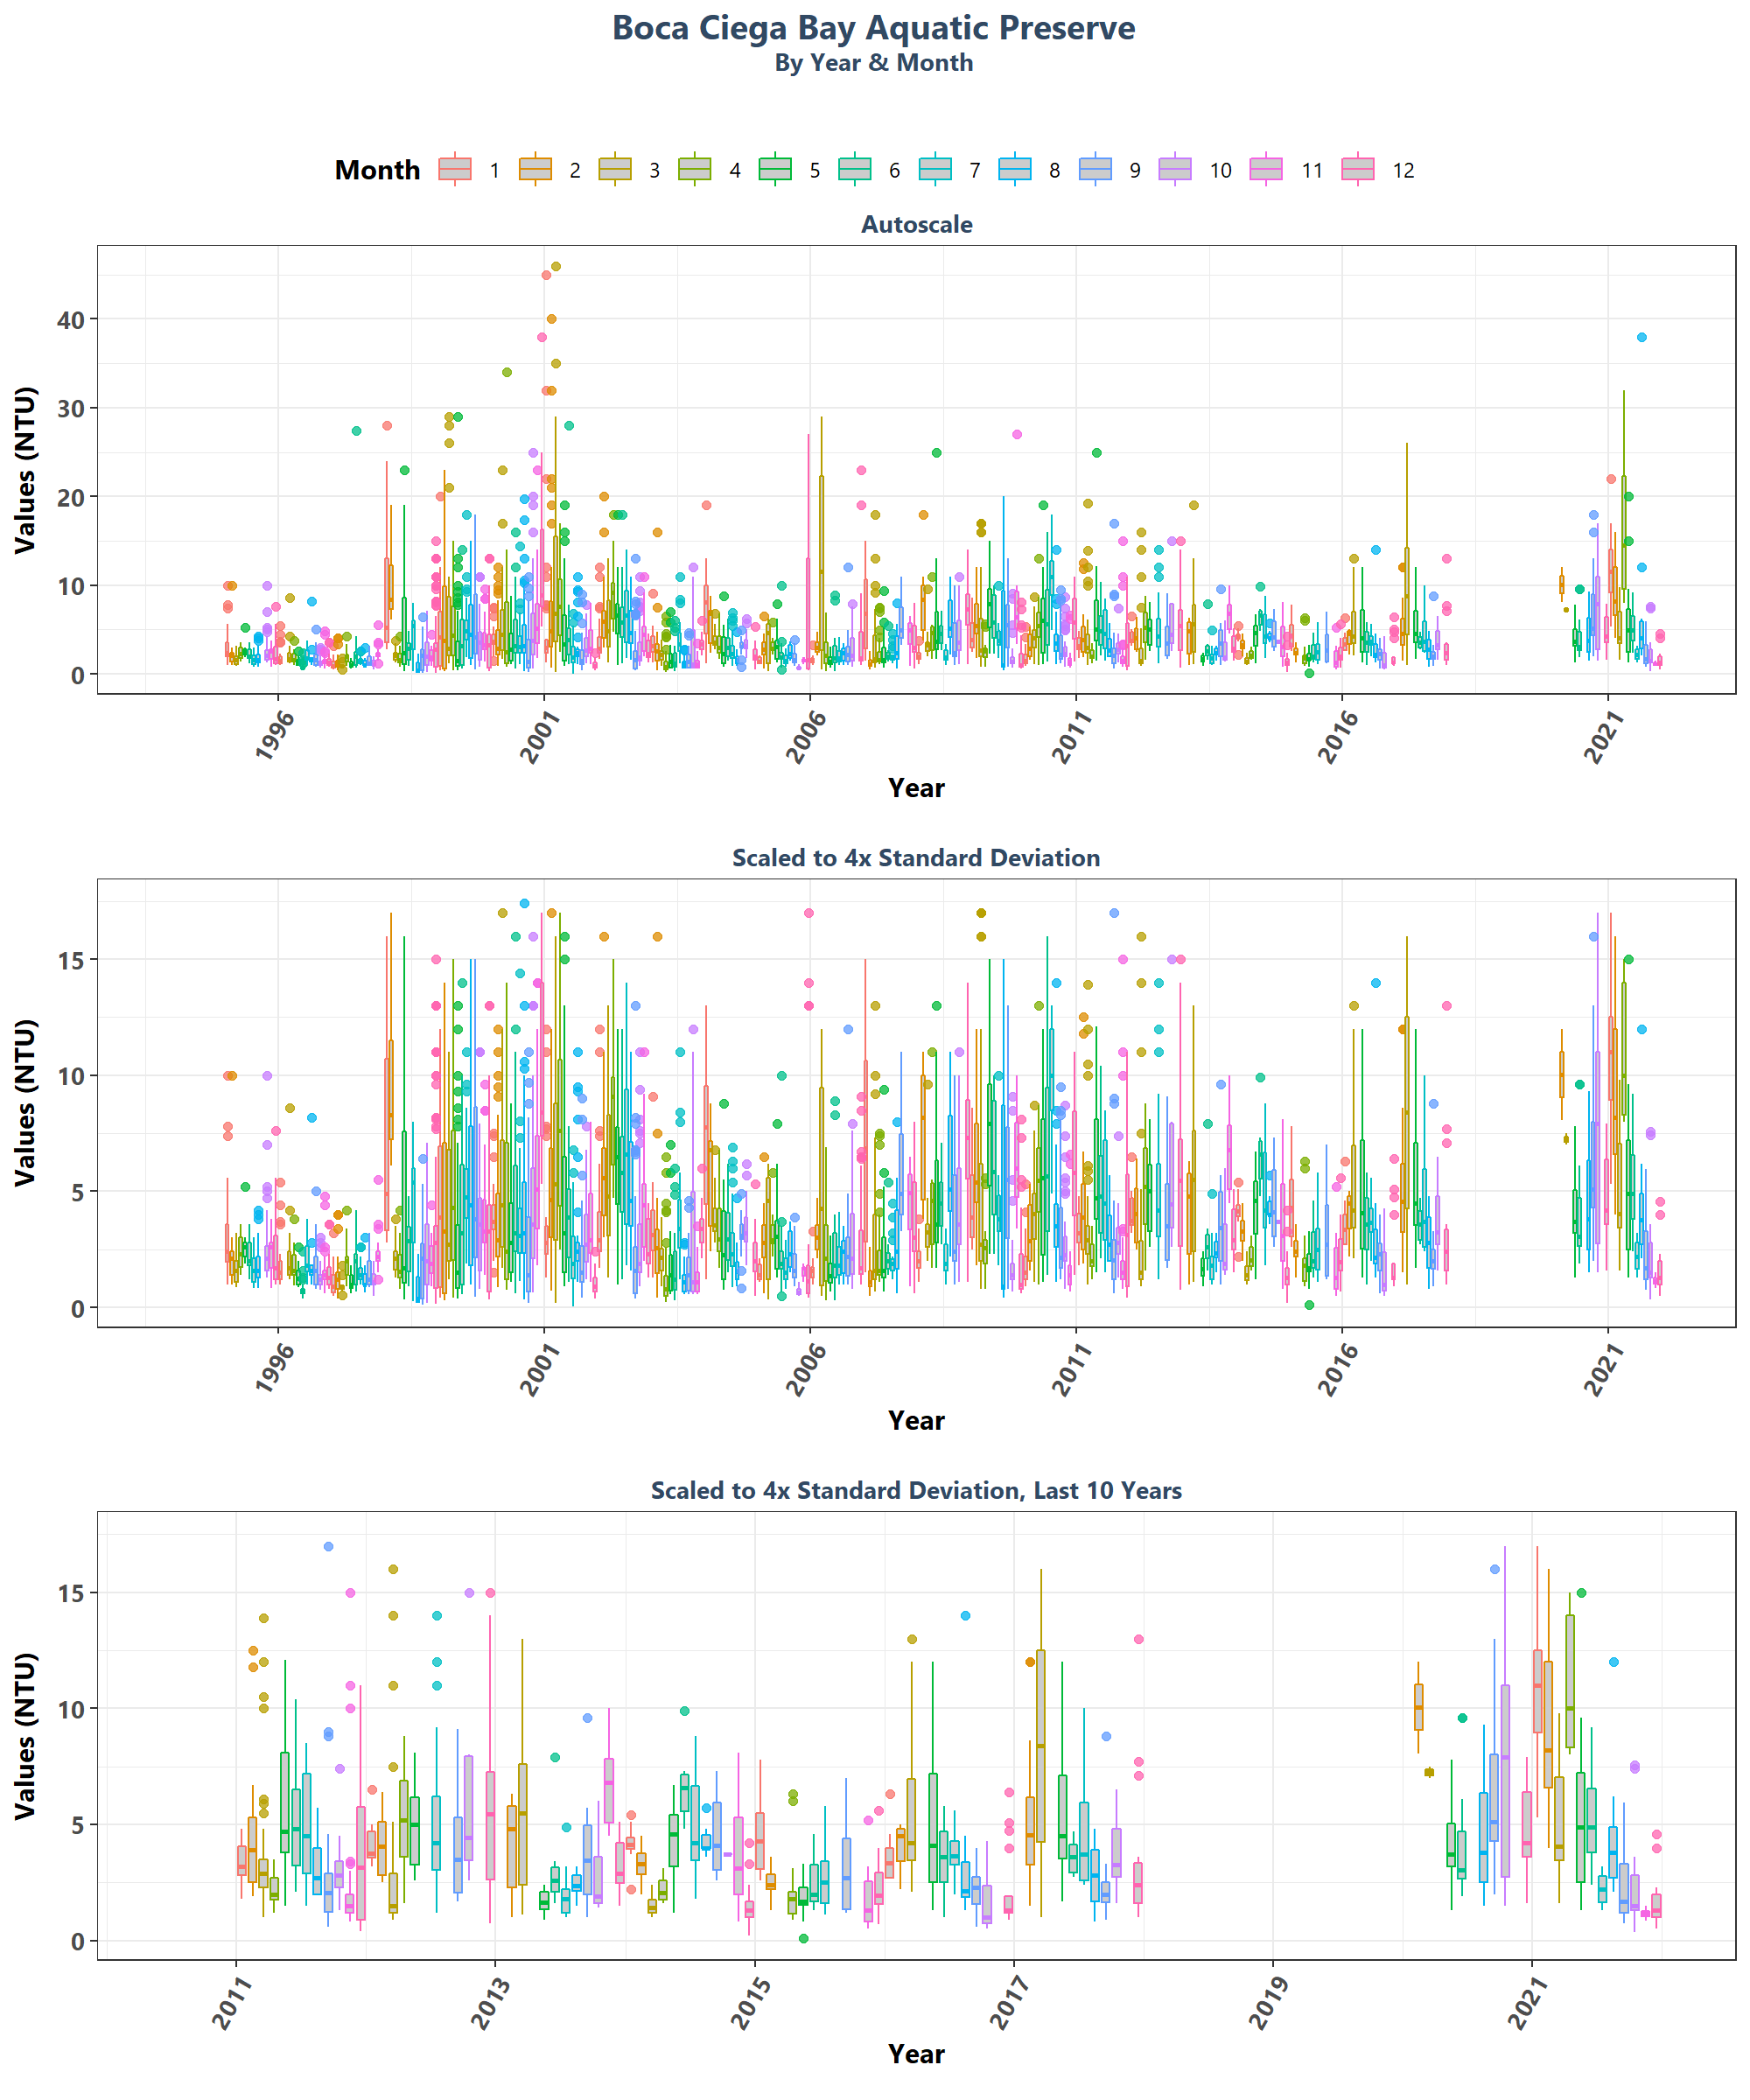 Boca Ciega Bay Aquatic Preserve
By Year & Month
Month 1 2 3 4 5 6 7 8 9 10 11 12
Autoscale
Values (NTU)
40
30
20
10
0
1996 2001 2006 2011 2016 2021
Year
Scaled to 4x Standard Deviation
Values (NTU)
15
10
5
0
1996 2001 2006 2011 2016 2021
Year
Scaled to 4x Standard Deviation, Last 10 Years
Values (NTU)
15
10
5
0
2011 2013 2015 2017 2019 2021
Year